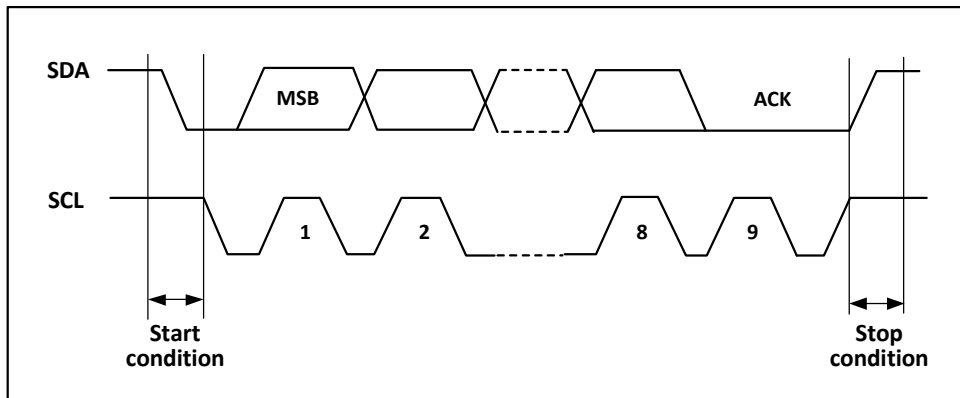 SDA
MSB
ACK
SCL
1
2
8
9
Start
condition
Stop
condition